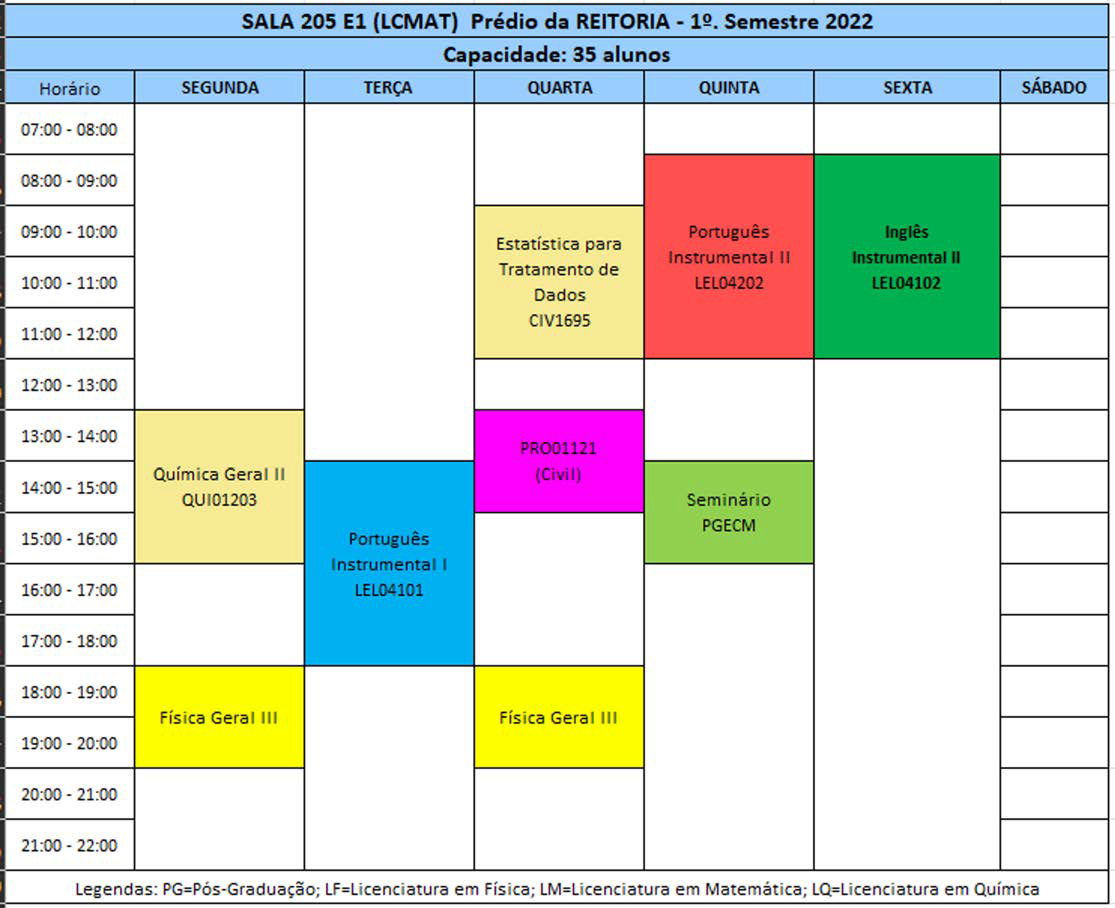 SALA 205 E1 (LCMAT) Prédio da REITORIA - 1º. Semestre 2022
Capacidade: 35 alunos
Horário SEGUNDA TERÇA QUARTA QUINTA SEXTA SÁBADO
07:00 - 08:00
08:00 - 09:00
09:00 - 10:00
10:00 - 11:00
11:00 - 12:00
12:00 - 13:00
13:00 - 14:00
14:00 - 15:00
15:00 - 16:00
16:00 - 17:00
17:00 - 18:00
18:00 - 19:00
19:00 - 20:00
20:00 - 21:00
21:00 - 22:00
Química Geral II
QUI01203
Física Geral III
Português
Instrumental I
LEL04101
Estatística para
Tratamento de
Dados
CIV1695
PRO01121
(Civil)
Física Geral III
Português
Instrumental II
LEL04202
Seminário
PGECM
Inglês
Instrumental II
LEL04102
Legendas: PG=Pós-Graduação; LF=Licenciatura em Física; LM=Licenciatura em Matemática; LQ=Licenciatura em Química